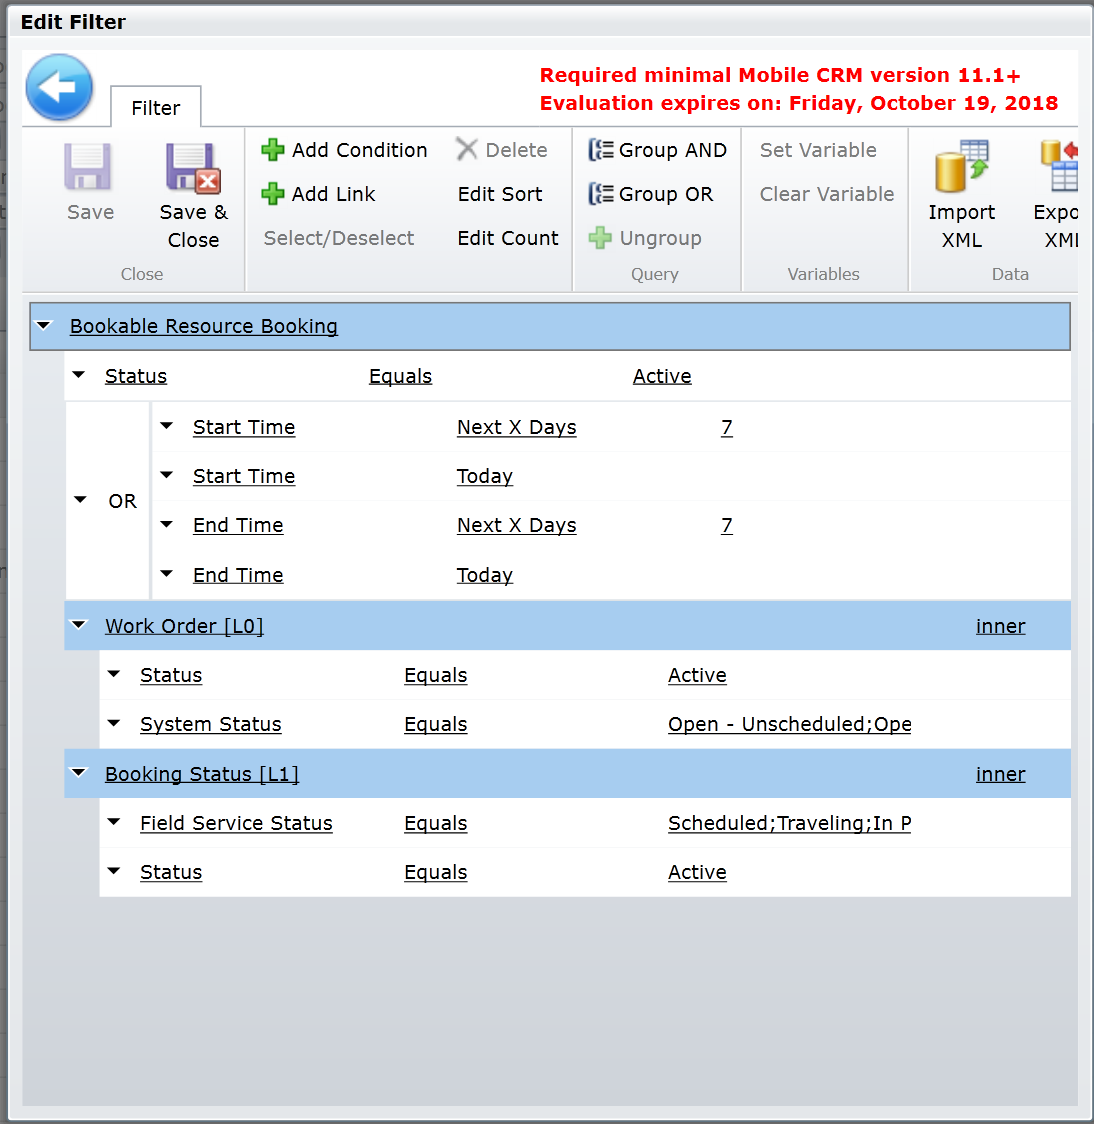 Edit Filter
Required minimal Mobile CRM version 11.1+
Evaluation expires on: Friday, October 19, 2018
Filter
Add Condition
Delete
Group AND
Set Variable
Save
Save & Close
Add Link
Edit Sort
Group OR
Clear Variable
Import XML
Select/Deselect
Edit Count
Ungroup
Close
Query
Variables
Data
Bookable Resource Booking
Status Equals Active
OR
Start Time Next X Days 7
Start Time Today
End Time Next X Days 7
End Time Today
Work Order [L0] inner
Status Equals Active
System Status Equals Open - Unscheduled;Ope
Booking Status [L1] inner
Field Service Status Equals Scheduled;Traveling;In P
Status Equals Active